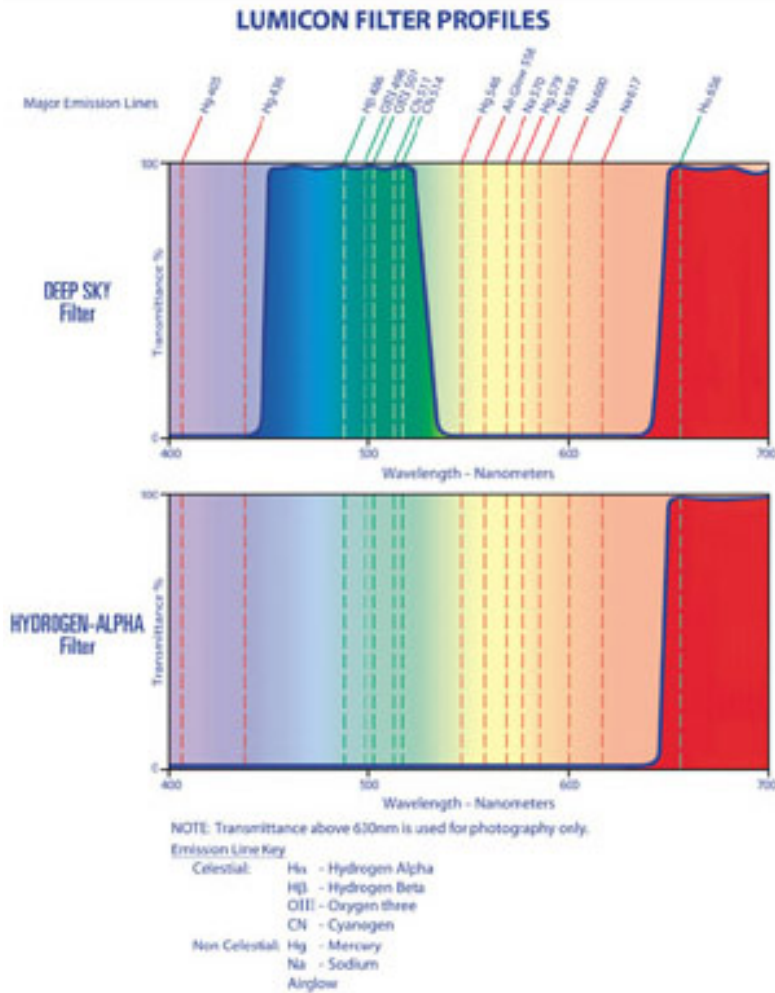 LUMICON FILTER PROFILES
Major Emission Lines
Hg 436
Hβ 486
OIII 496
OIII 501
CN 511
CN 514
Hg 546
Air Glow 558
Na 570
Hg 579
Na 583
Na 600
Na 617
Hα 656
100
DEEP SKY
Filter
Transmittance %
0
400
500
600
700
Wavelength – Nanometers
100
HYDROGEN-ALPHA
Filter
Transmittance %
0
400
500
600
700
Wavelength – Nanometers
NOTE: Transmittance above 630nm is used for photography only.
Emission Line Key
Celestial: Hα - Hydrogen Alpha
Hβ - Hydrogen Beta
OIII - Oxygen three
CN - Cyanogen
Non Celestial: Hg - Mercury
Na - Sodium
Airglow